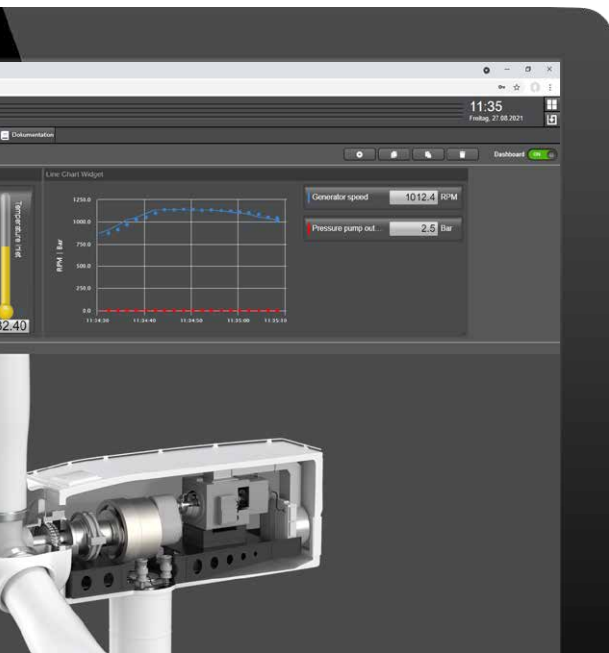 11:35
Freitag, 27.08.2021
Dokumentation
Dashboard ON
Line Chart Widget
Temperature inlet
32.40
RPM | Bar
1250.0
1000.0
750.0
500.0
250.0
0.0
11:34:30 11:34:40 11:34:50 11:35:00 11:35:10
Generator speed 1012.4 RPM
Pressure pump out... 2.5 Bar